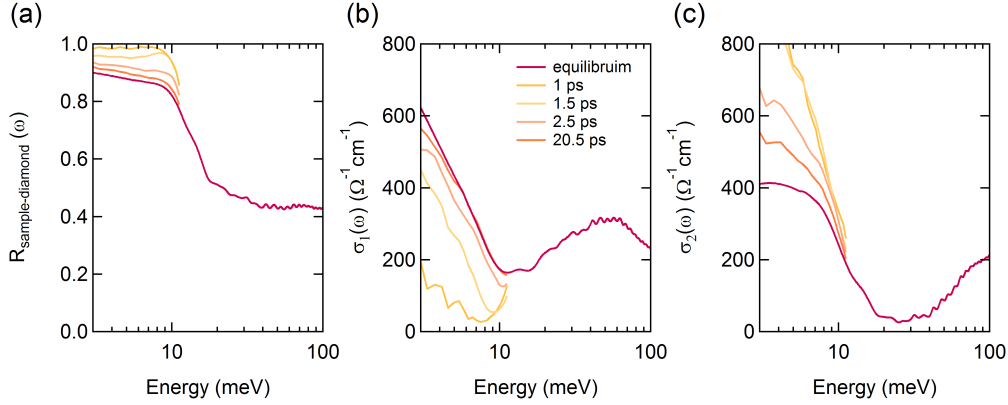 (a)
1.0
0.8
0.6
0.4
0.2
0.0
R sample-diamond (ω)
10
100
Energy (meV)
(b)
800
600
400
200
0
σ1(ω) (Ω-1cm-1)
equilibruim
1 ps
1.5 ps
2.5 ps
20.5 ps
10
100
Energy (meV)
(c)
800
600
400
200
0
σ2(ω) (Ω-1cm-1)
10
100
Energy (meV)